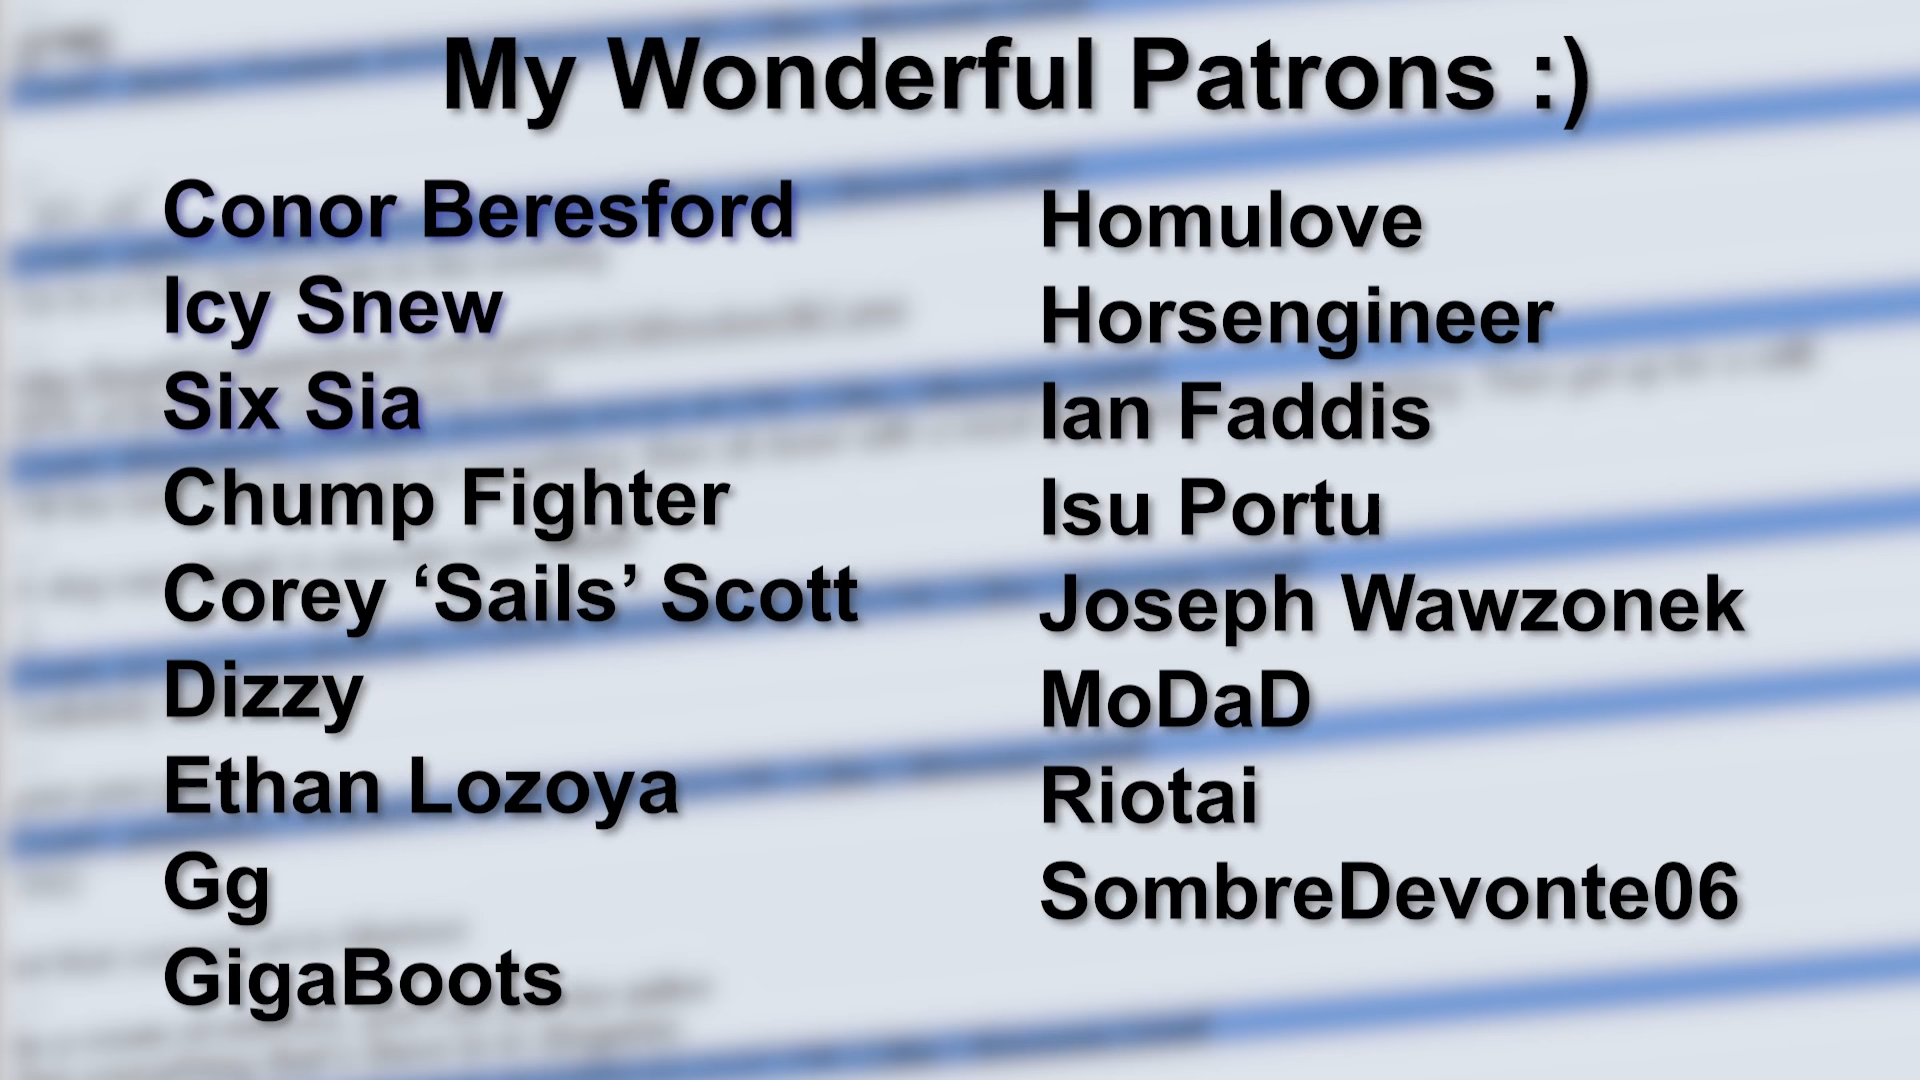 My Wonderful Patrons :)
Conor Beresford
Icy Snew
Six Sia
Chump Fighter
Corey ‘Sails’ Scott
Dizzy
Ethan Lozoya
Gg
GigaBoots
Homulove
Horsengineer
Ian Faddis
Isu Portu
Joseph Wawzonek
MoDaD
Riotai
SombreDevonte06